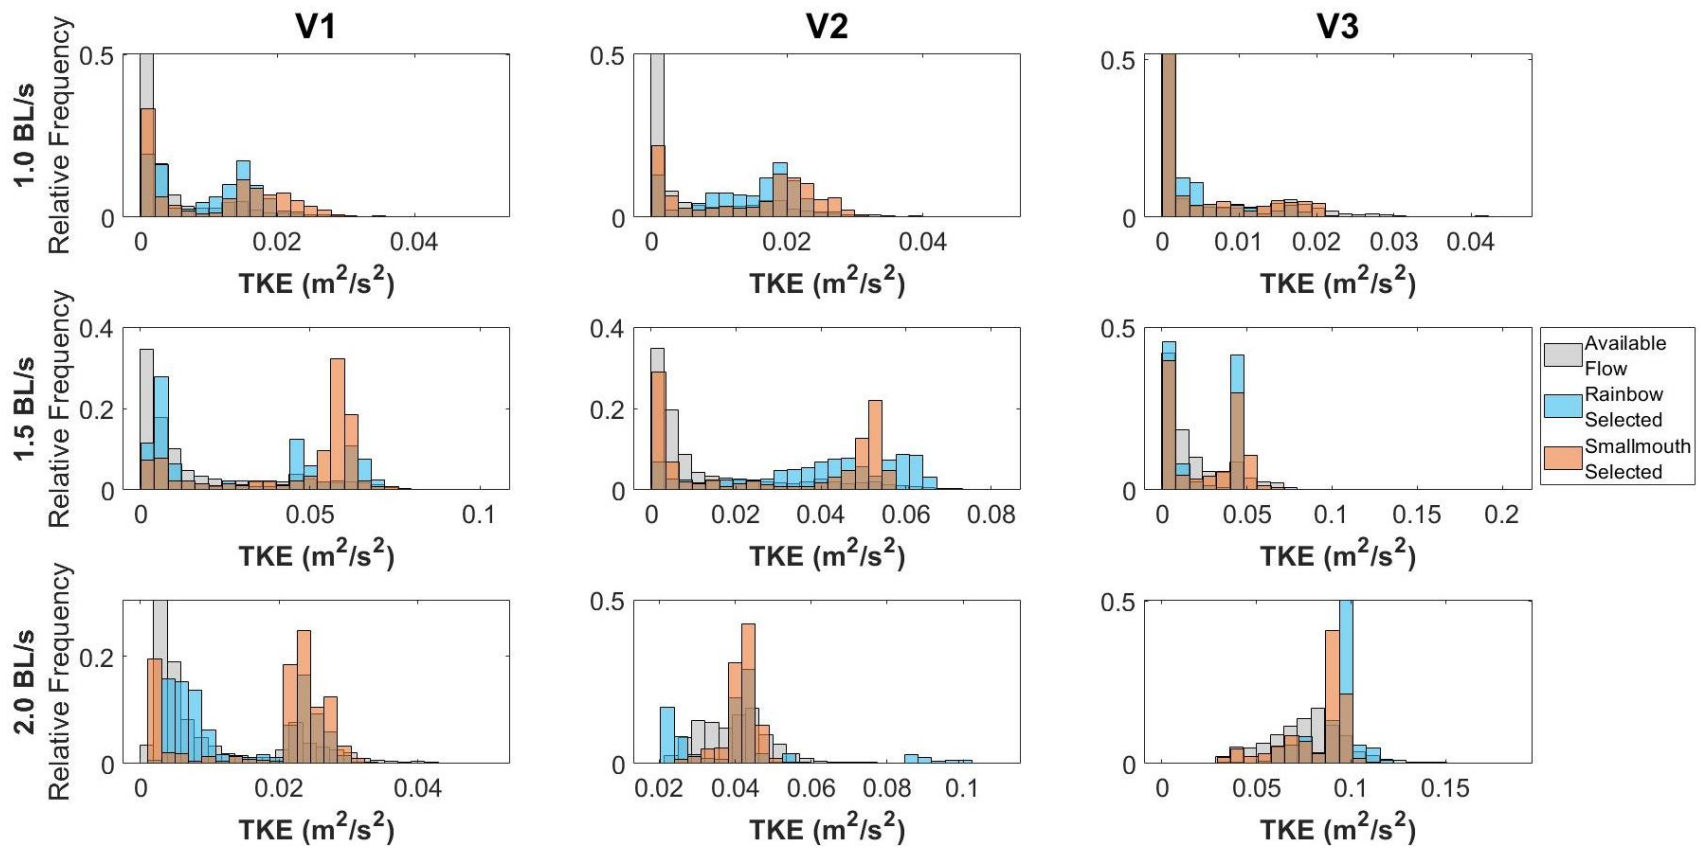 V1 V2 V3
1.0 BL/s
Relative Frequency
0.5
0
0 0.02 0.04
TKE (m²/s²)
0.5
0
0 0.02 0.04
TKE (m²/s²)
0.5
0
0 0.01 0.02 0.03 0.04
TKE (m²/s²)
1.5 BL/s
Relative Frequency
0.4
0.2
0
0 0.05 0.1
TKE (m²/s²)
0.4
0.2
0
0 0.02 0.04 0.06 0.08
TKE (m²/s²)
0.5
0
0 0.05 0.1 0.15 0.2
TKE (m²/s²)
Available
Flow
Rainbow
Selected
Smallmouth
Selected
2.0 BL/s
Relative Frequency
0.2
0
0 0.02 0.04
TKE (m²/s²)
0.5
0
0.02 0.04 0.06 0.08 0.1
TKE (m²/s²)
0.5
0
0 0.05 0.1 0.15
TKE (m²/s²)